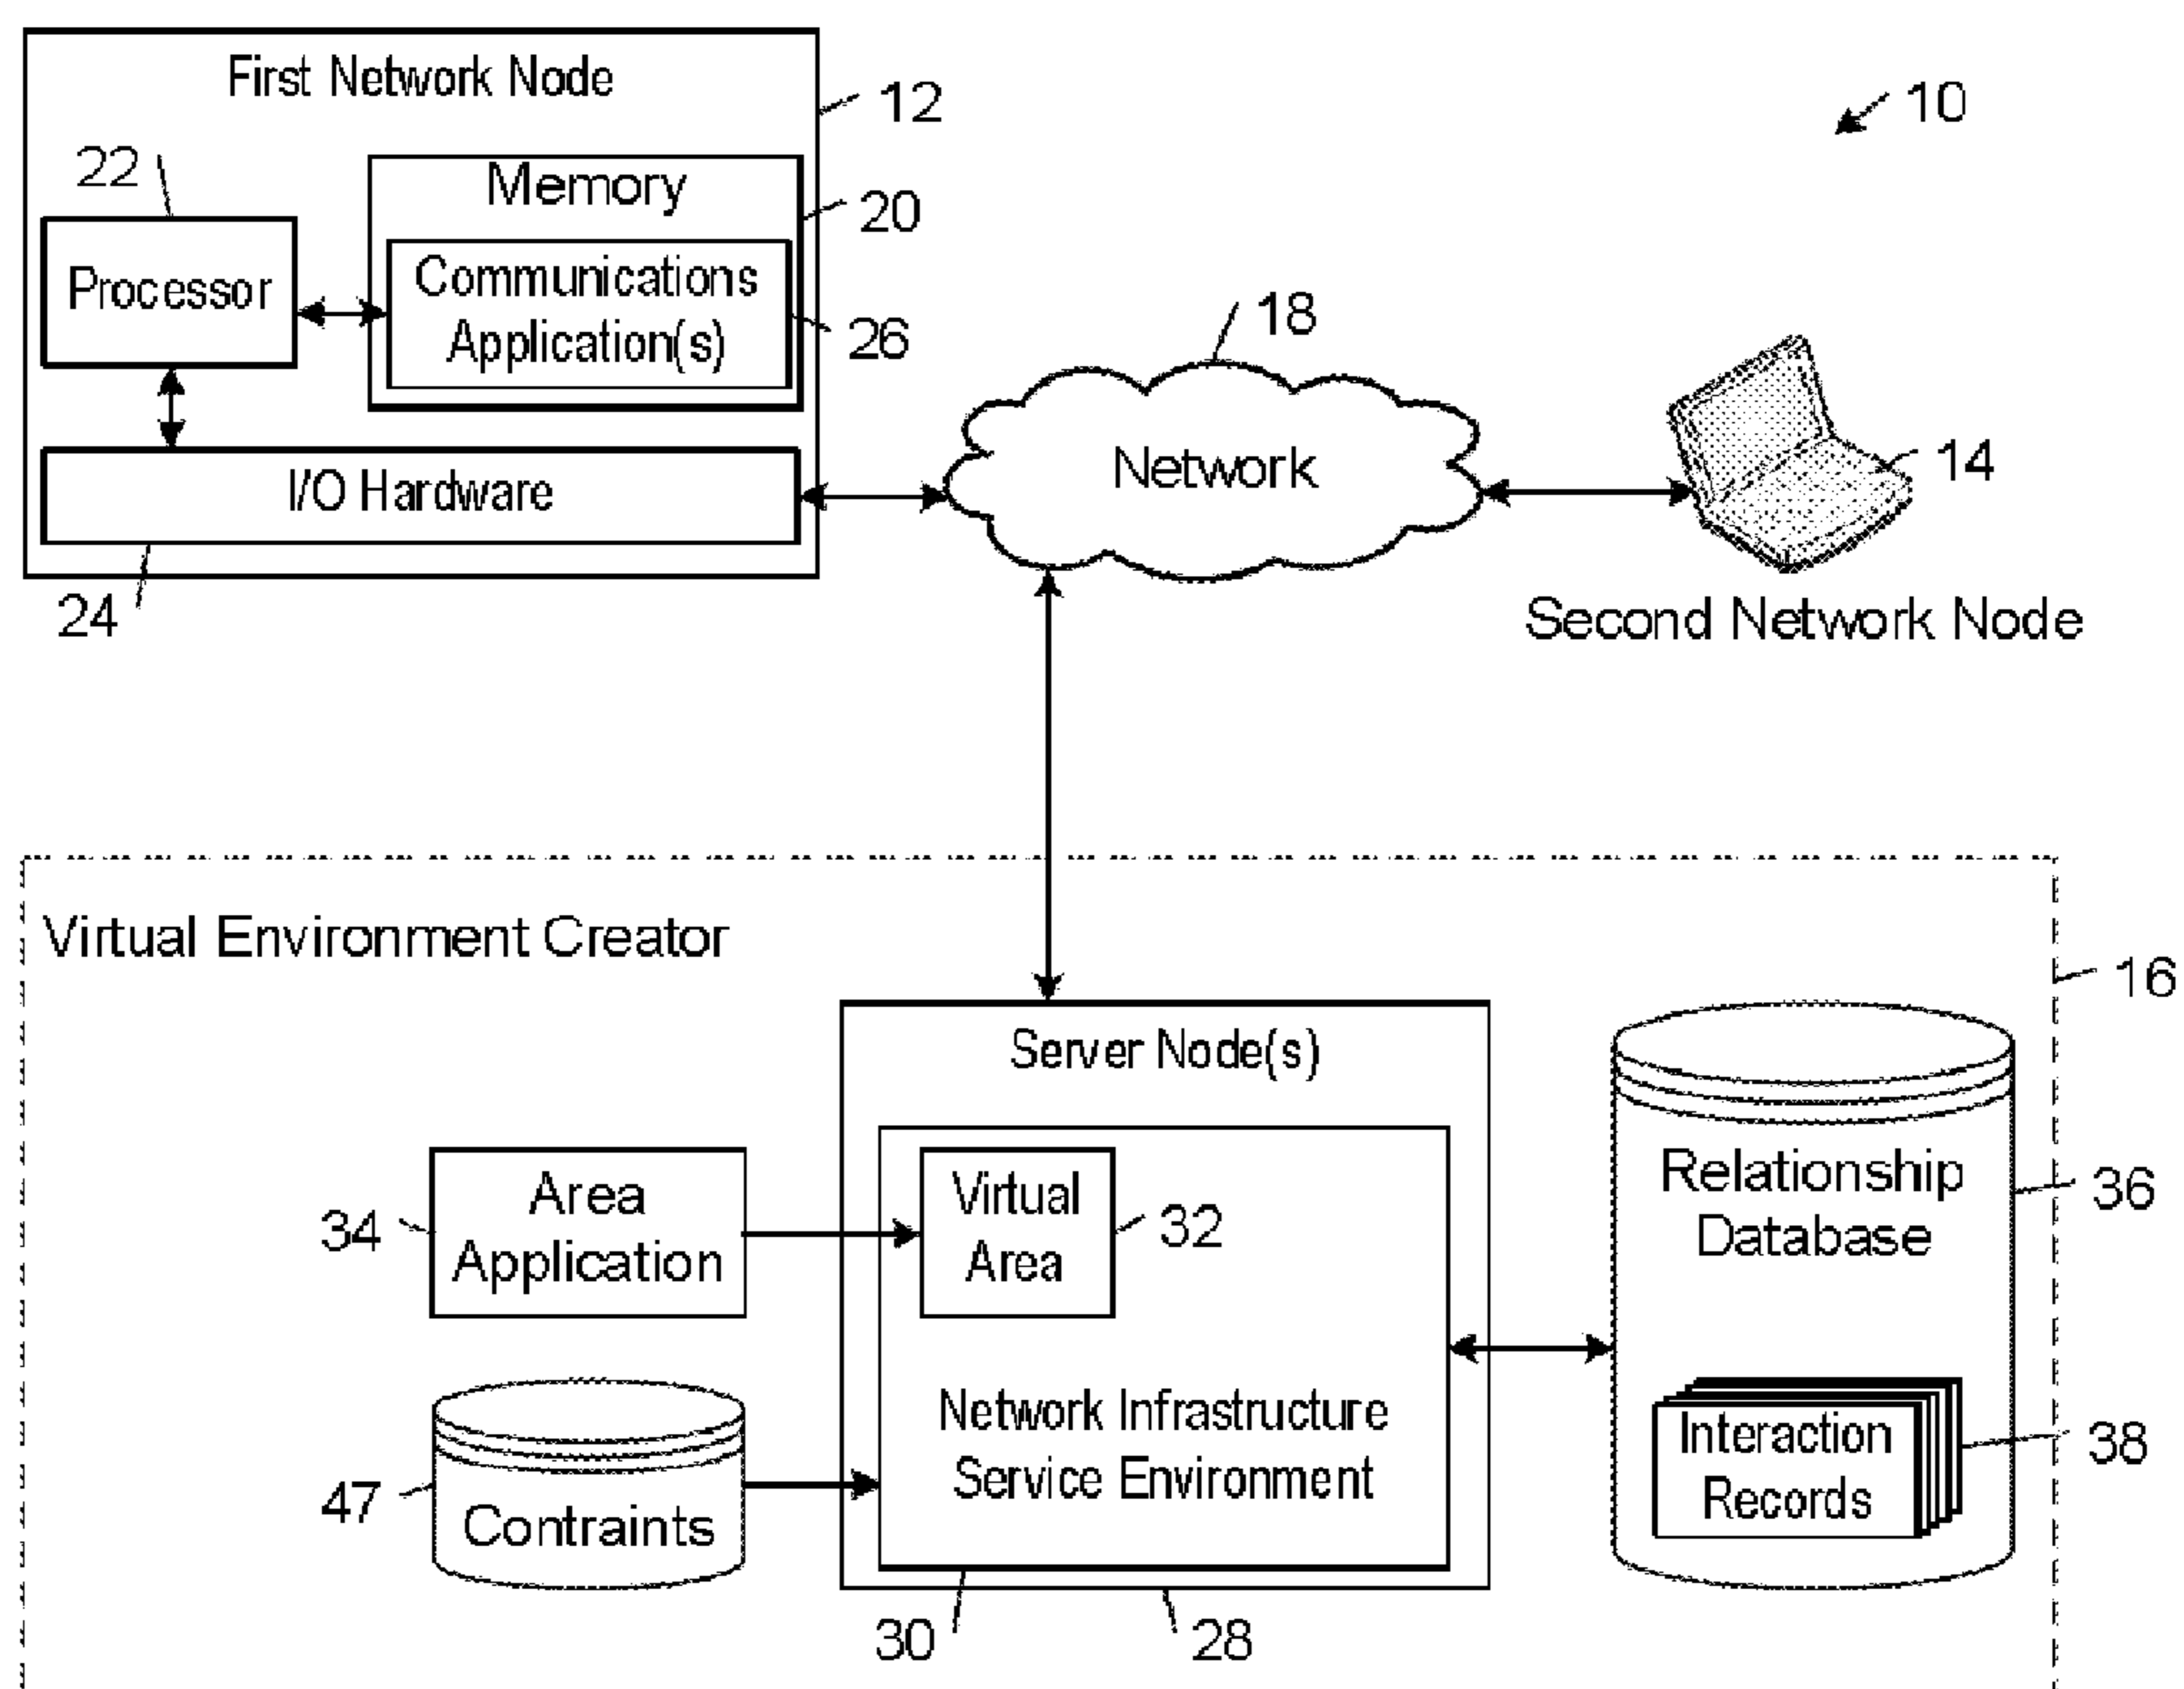 First Network Node
12
10
22
Memory
20
Processor
Communications
Application(s)
26
18
I/O Hardware
Network
14
24
Second Network Node
Virtual Environment Creator
16
Server Node(s)
34
Area
Application
Virtual
Area
32
Relationship
Database
36
47
Contraints
Network Infrastructure
Service Environment
Interaction
Records
38
30
28